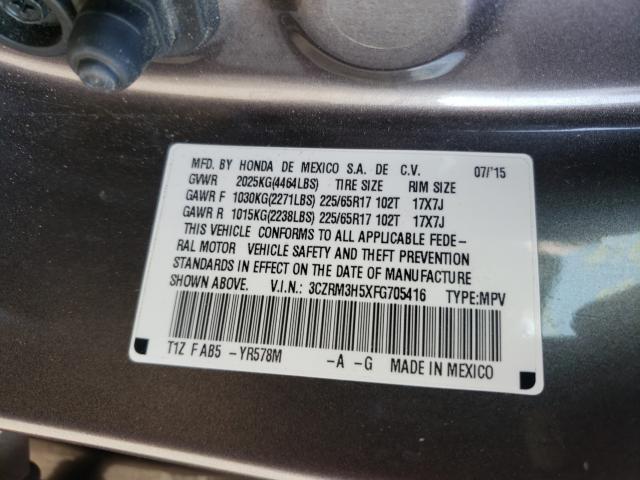 MFD. BY HONDA DE MEXICO S.A. DE C.V. 07/'15
GVWR 2025KG(4464LBS) TIRE SIZE RIM SIZE
GAWR F 1030KG(2271LBS) 225/65R17 102T 17X7J
GAWR R 1015KG(2238LBS) 225/65R17 102T 17X7J
THIS VEHICLE CONFORMS TO ALL APPLICABLE FEDE-
RAL MOTOR VEHICLE SAFETY AND THEFT PREVENTION
STANDARDS IN EFFECT ON THE DATE OF MANUFACTURE
SHOWN ABOVE. V.I.N.: 3CZRM3H5XFG705416 TYPE:MPV
T1Z F AB5 -YR578M -A -G MADE IN MEXICO